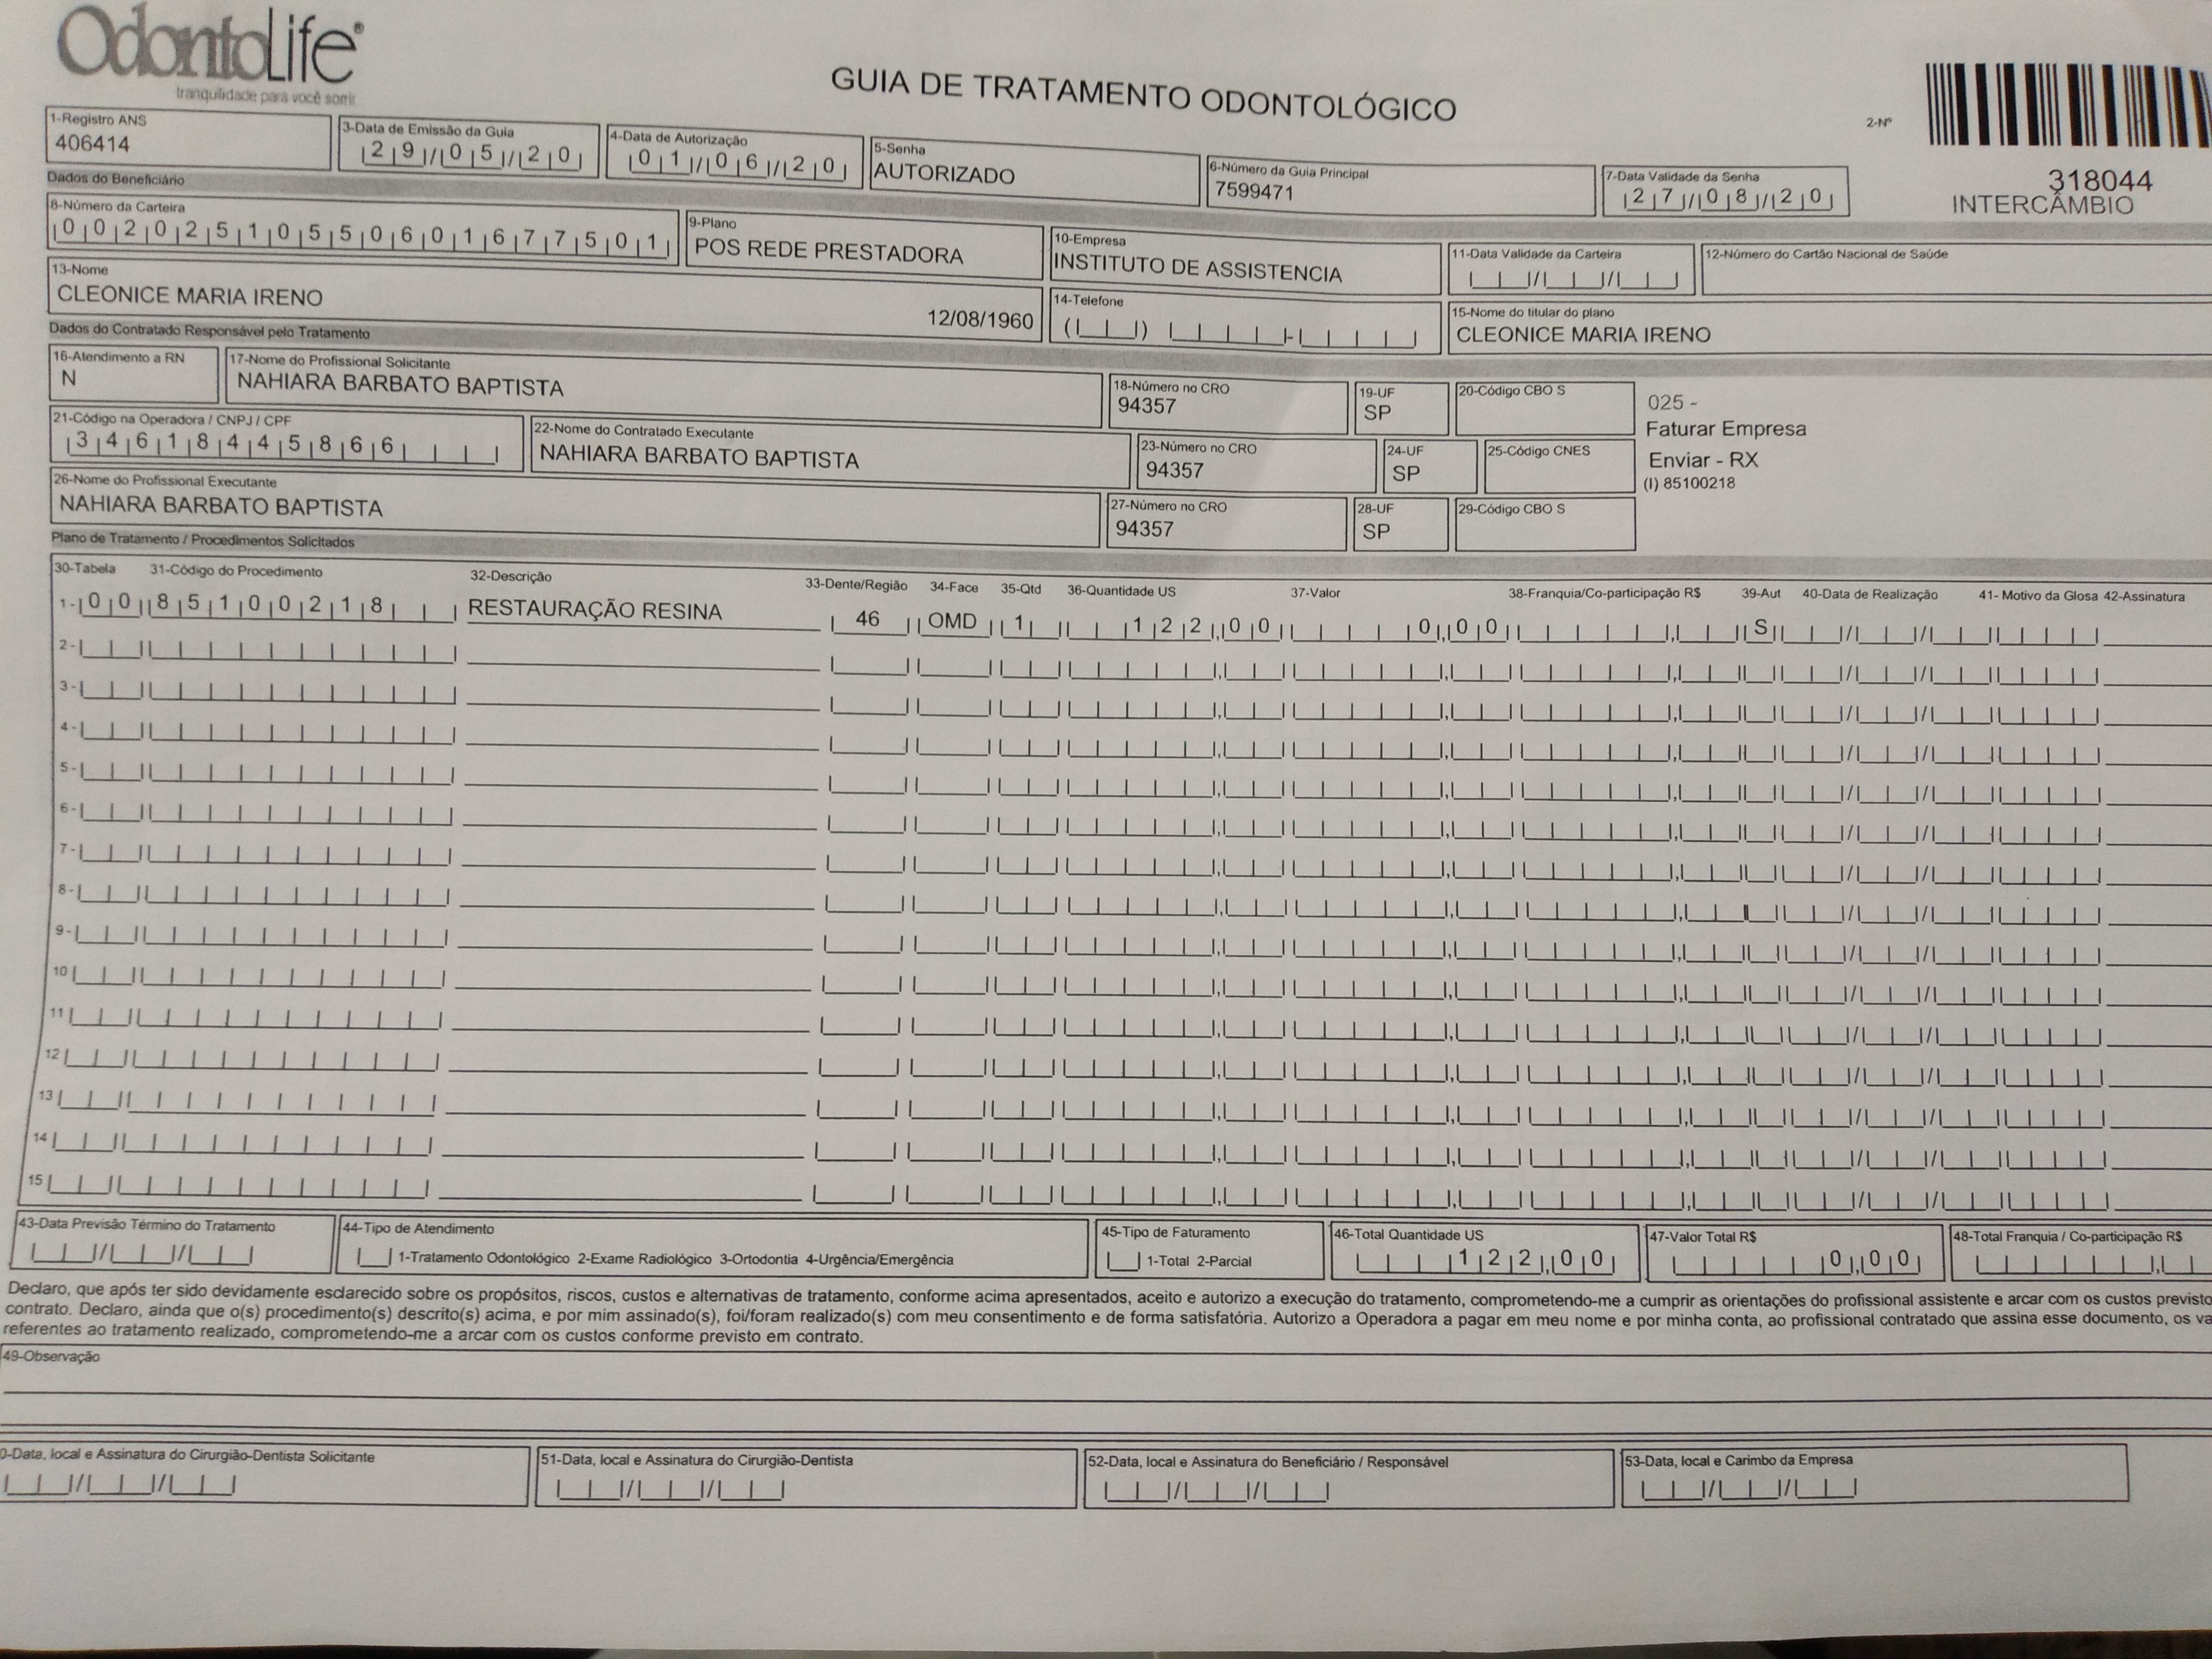 OdontoLife®
tranquilidade para você sorrir
GUIA DE TRATAMENTO ODONTOLÓGICO
2-Nº
318044
INTERCÂMBIO
1-Registro ANS
406414
3-Data de Emissão da Guia
29/05/20
4-Data de Autorização
01/06/20
5-Senha
AUTORIZADO
6-Número da Guia Principal
7599471
7-Data Validade da Senha
27/08/20
Dados do Beneficiário
8-Número da Carteira
00202510550601677501
9-Plano
POS REDE PRESTADORA
10-Empresa
INSTITUTO DE ASSISTENCIA
11-Data Validade da Carteira
12-Número do Cartão Nacional de Saúde
13-Nome
CLEONICE MARIA IRENO
12/08/1960
14-Telefone
15-Nome do titular do plano
CLEONICE MARIA IRENO
Dados do Contratado Responsável pelo Tratamento
16-Atendimento a RN
N
17-Nome do Profissional Solicitante
NAHIARA BARBATO BAPTISTA
18-Número no CRO
94357
19-UF
SP
20-Código CBO S
025 -
Faturar Empresa
Enviar - RX
(I) 85100218
21-Código na Operadora / CNPJ / CPF
34618445866
22-Nome do Contratado Executante
NAHIARA BARBATO BAPTISTA
23-Número no CRO
94357
24-UF
SP
25-Código CNES
26-Nome do Profissional Executante
NAHIARA BARBATO BAPTISTA
27-Número no CRO
94357
28-UF
SP
29-Código CBO S
Plano de Tratamento / Procedimentos Solicitados
30-Tabela 31-Código do Procedimento 32-Descrição 33-Dente/Região 34-Face 35-Qtd 36-Quantidade US 37-Valor 38-Franquia/Co-participação R$ 39-Aut 40-Data de Realização 41- Motivo da Glosa 42-Assinatura
1- 00 85100218 RESTAURAÇÃO RESINA 46 OMD 1 122,00 0,00 S
2-
3-
4-
5-
6-
7-
8-
9-
10
11
12
13
14
15
43-Data Previsão Término do Tratamento
44-Tipo de Atendimento
1-Tratamento Odontológico 2-Exame Radiológico 3-Ortodontia 4-Urgência/Emergência
45-Tipo de Faturamento
1-Total 2-Parcial
46-Total Quantidade US
122,00
47-Valor Total R$
0,00
48-Total Franquia / Co-participação R$
Declaro, que após ter sido devidamente esclarecido sobre os propósitos, riscos, custos e alternativas de tratamento, conforme acima apresentados, aceito e autorizo a execução do tratamento, comprometendo-me a cumprir as orientações do profissional assistente e arcar com os custos previsto
contrato. Declaro, ainda que o(s) procedimento(s) descrito(s) acima, e por mim assinado(s), foi/foram realizado(s) com meu consentimento e de forma satisfatória. Autorizo a Operadora a pagar em meu nome e por minha conta, ao profissional contratado que assina esse documento, os va
referentes ao tratamento realizado, comprometendo-me a arcar com os custos conforme previsto em contrato.
49-Observação
0-Data, local e Assinatura do Cirurgião-Dentista Solicitante
51-Data, local e Assinatura do Cirurgião-Dentista
52-Data, local e Assinatura do Beneficiário / Responsável
53-Data, local e Carimbo da Empresa